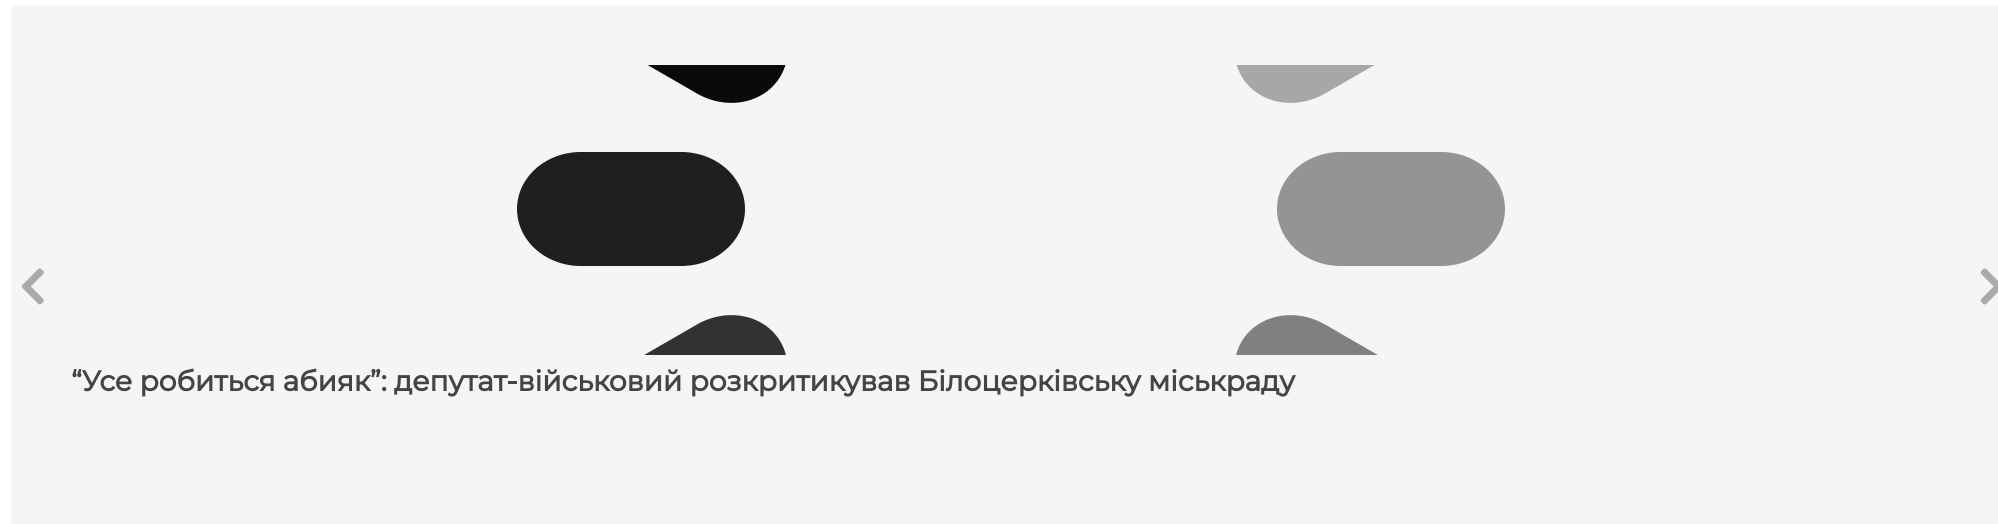 “Усе робиться абияк”: депутат-військовий розкритикував Білоцерківську міськраду